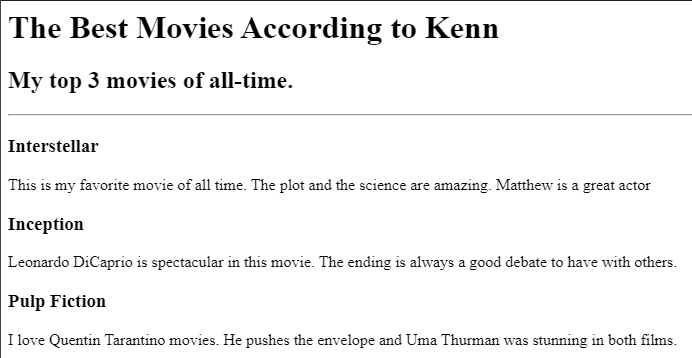 The Best Movies According to Kenn
My top 3 movies of all-time.
Interstellar
This is my favorite movie of all time. The plot and the science are amazing. Matthew is a great actor
Inception
Leonardo DiCaprio is spectacular in this movie. The ending is always a good debate to have with others.
Pulp Fiction
I love Quentin Tarantino movies. He pushes the envelope and Uma Thurman was stunning in both films.